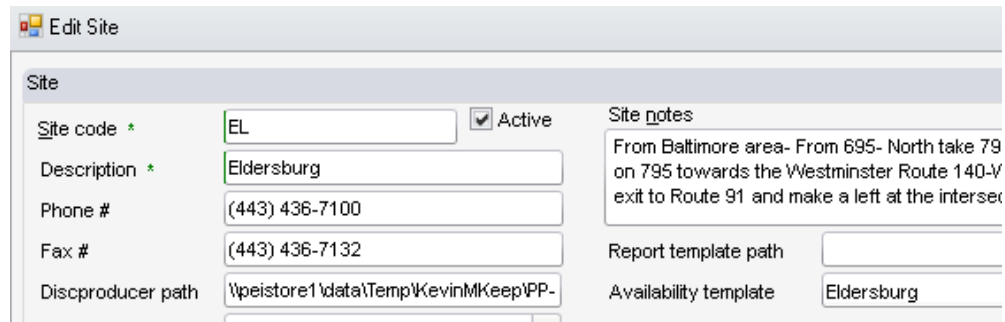 Edit Site
Site
Site code *
EL
Active
Description *
Eldersburg
Phone #
(443) 436-7100
Fax #
(443) 436-7132
Discproducer path
\\peistore1\data\Temp\KevinMKeep\PP-
Site notes
From Baltimore area- From 695- North take 79
on 795 towards the Westminster Route 140-
exit to Route 91 and make a left at the
Report template path
Availability template
Eldersburg